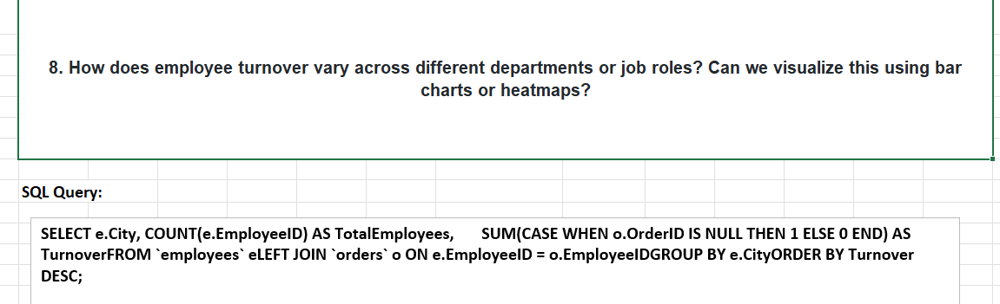 8. How does employee turnover vary across different departments or job roles? Can we visualize this using bar
charts or heatmaps?
SQL Query:
SELECT e.City, COUNT(e.EmployeeID) AS TotalEmployees,      SUM(CASE WHEN o.OrderID IS NULL THEN 1 ELSE 0 END) AS
TurnoverFROM `employees` eLEFT JOIN `orders` o ON e.EmployeeID = o.EmployeeIDGROUP BY e.CityORDER BY Turnover
DESC;